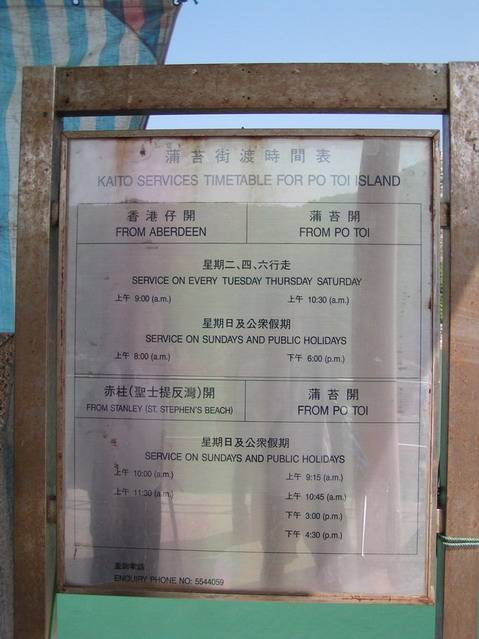 蒲苔街渡時間表
KAITO SERVICES TIMETABLE FOR PO TOI ISLAND
香港仔開 蒲苔開
FROM ABERDEEN FROM PO TOI
星期二、四、六行走
SERVICE ON EVERY TUESDAY THURSDAY SATURDAY
上午 9:00 (a.m.) 上午 10:30 (a.m.)
星期日及公眾假期
SERVICE ON SUNDAYS AND PUBLIC HOLIDAYS
上午 8:00 (a.m.) 下午 6:00 (p.m.)
赤柱(聖士提反灣)開 蒲苔開
FROM STANLEY (ST. STEPHEN'S BEACH) FROM PO TOI
星期日及公眾假期
SERVICE ON SUNDAYS AND PUBLIC HOLIDAYS
上午 10:00 (a.m.) 上午 9:15 (a.m.)
上午 11:30 (a.m.) 上午 10:45 (a.m.)
下午 3:00 (p.m.)
下午 4:30 (p.m.)
查詢電話
ENQUIRY PHONE NO: 5544059